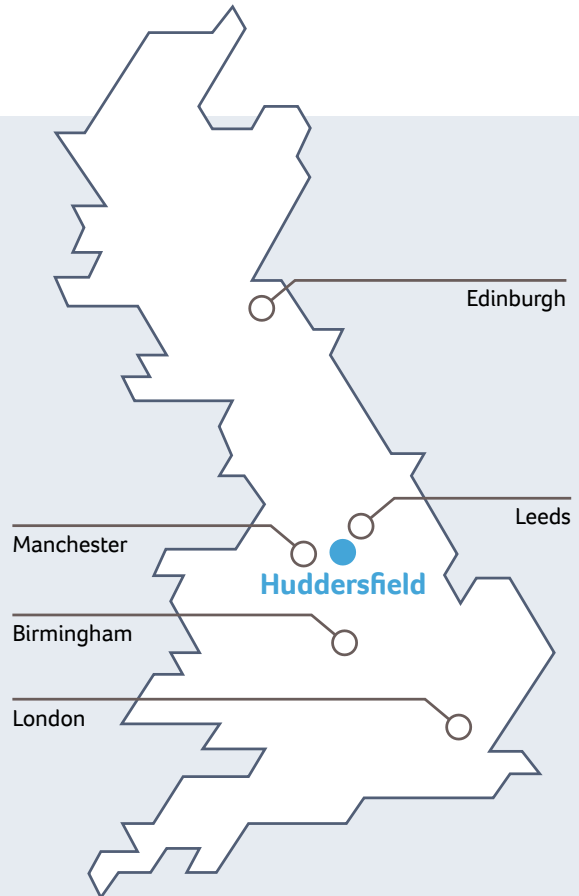 Edinburgh
Leeds
Manchester
Huddersfield
Birmingham
London